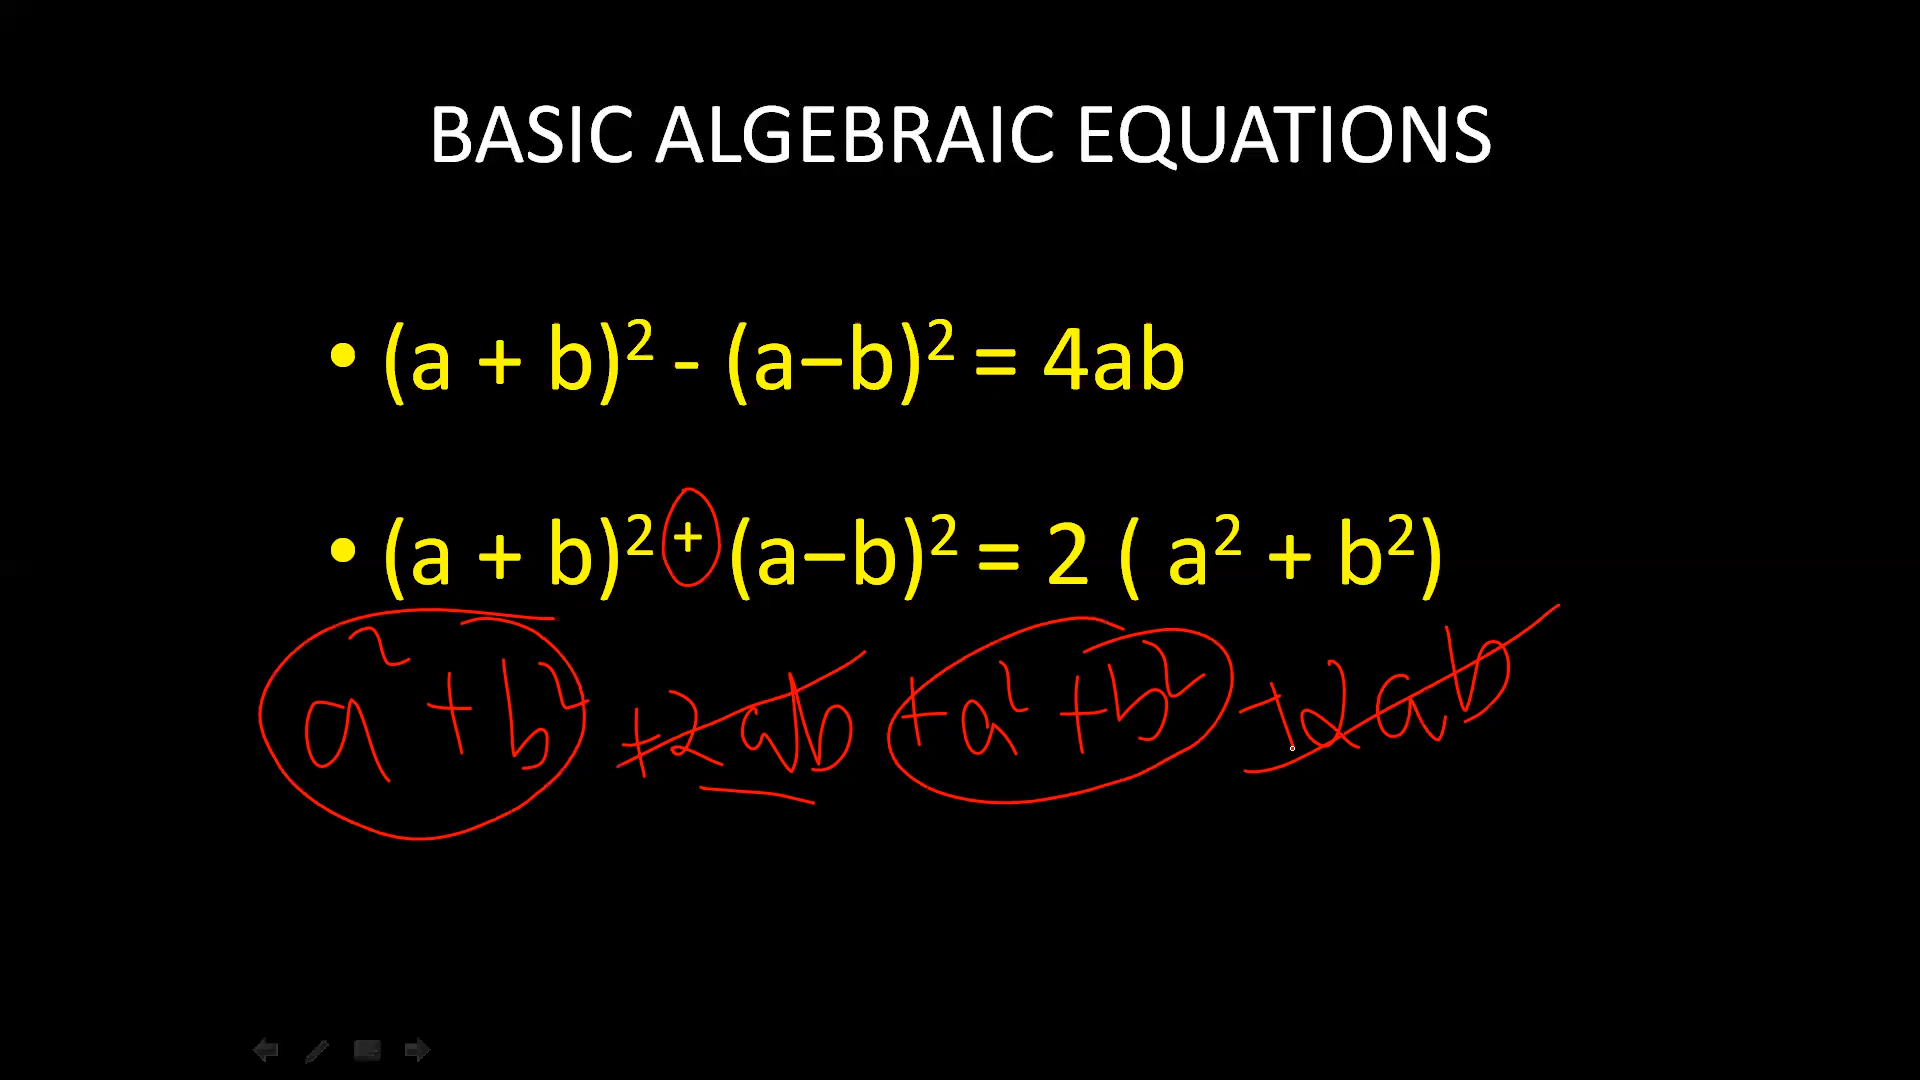 BASIC ALGEBRAIC EQUATIONS
• (a + b)² - (a–b)² = 4ab
• (a + b)² + (a–b)² = 2 ( a² + b²)
a² + b² +2ab +a² +b² +2ab